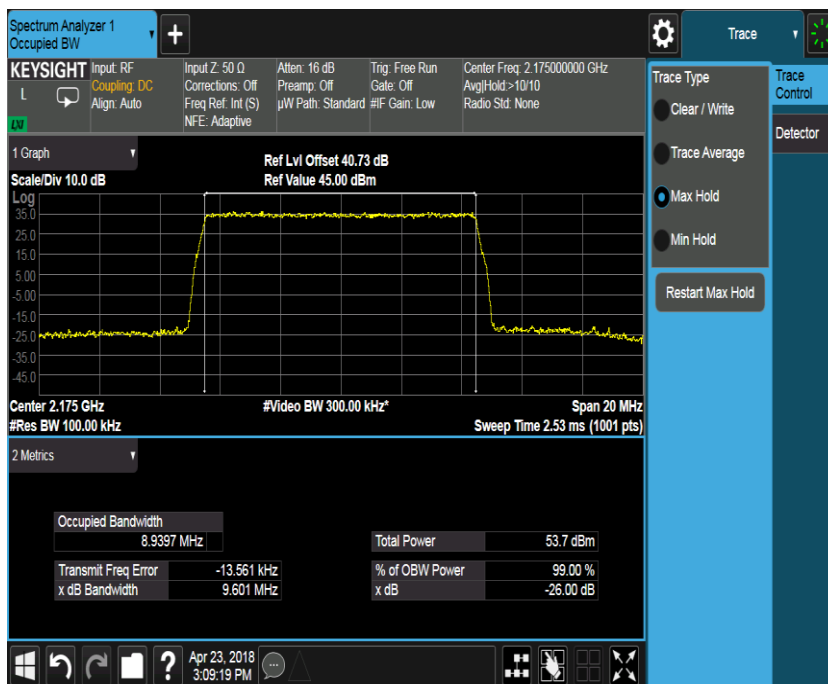 Spectrum Analyzer 1
Occupied BW
+
Trace
KEYSIGHT
L
LXI
Input: RF
Coupling: DC
Align: Auto
Input Z: 50 Ω
Corrections: Off
Freq Ref: Int (S)
NFE: Adaptive
Atten: 16 dB
Preamp: Off
µW Path: Standard
Trig: Free Run
Gate: Off
#IF Gain: Low
Center Freq: 2.175000000 GHz
Avg|Hold:>10/10
Radio Std: None
Trace Type
Clear / Write
Trace Average
Max Hold
Min Hold
Restart Max Hold
Trace
Control
Detector
1 Graph
Scale/Div 10.0 dB
Ref Lvl Offset 40.73 dB
Ref Value 45.00 dBm
Log
35.0
25.0
15.0
5.00
-5.00
-15.0
-25.0
-35.0
-45.0
Center 2.175 GHz
#Video BW 300.00 kHz*
Span 20 MHz
#Res BW 100.00 kHz
Sweep Time 2.53 ms (1001 pts)
2 Metrics
Occupied Bandwidth
8.9397 MHz
Total Power 53.7 dBm
Transmit Freq Error -13.561 kHz
% of OBW Power 99.00 %
x dB Bandwidth 9.601 MHz
x dB -26.00 dB
?
Apr 23, 2018
3:09:19 PM